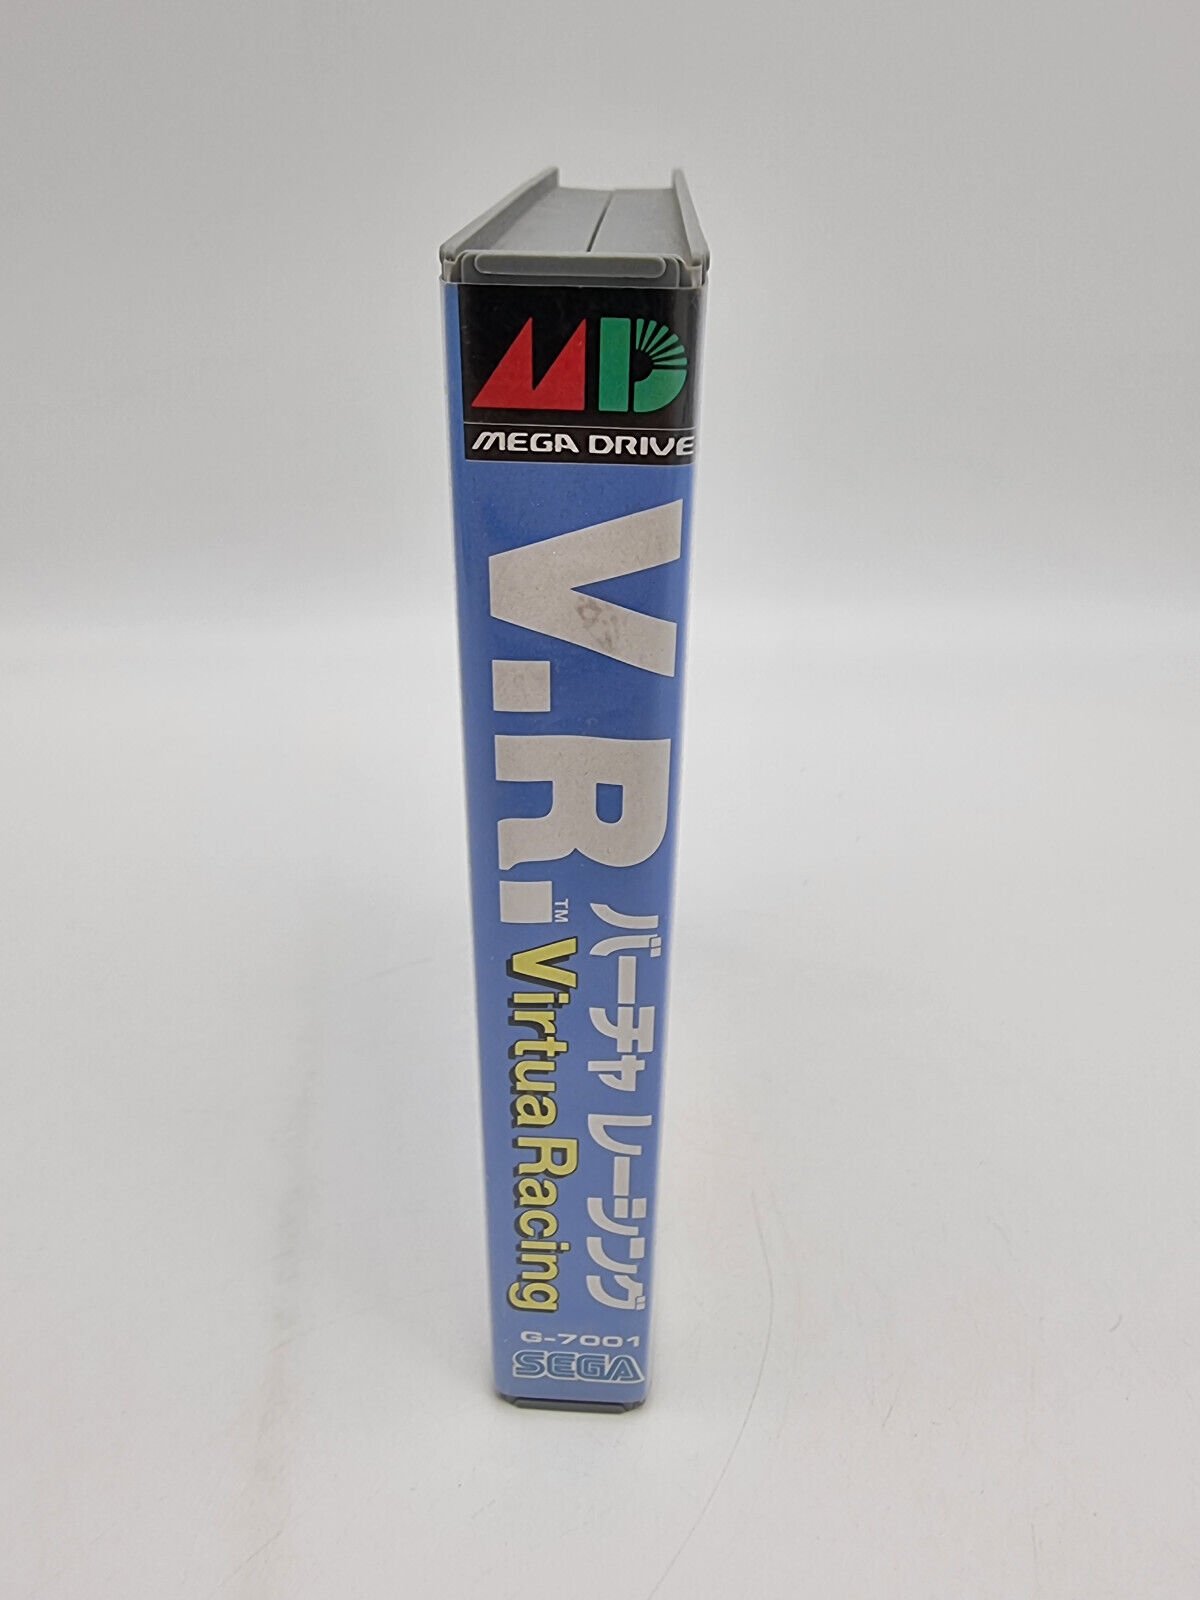 MD
MEGA DRIVE
V.R.™
バーチャ レーシング
Virtua Racing
G-7001
SEGA